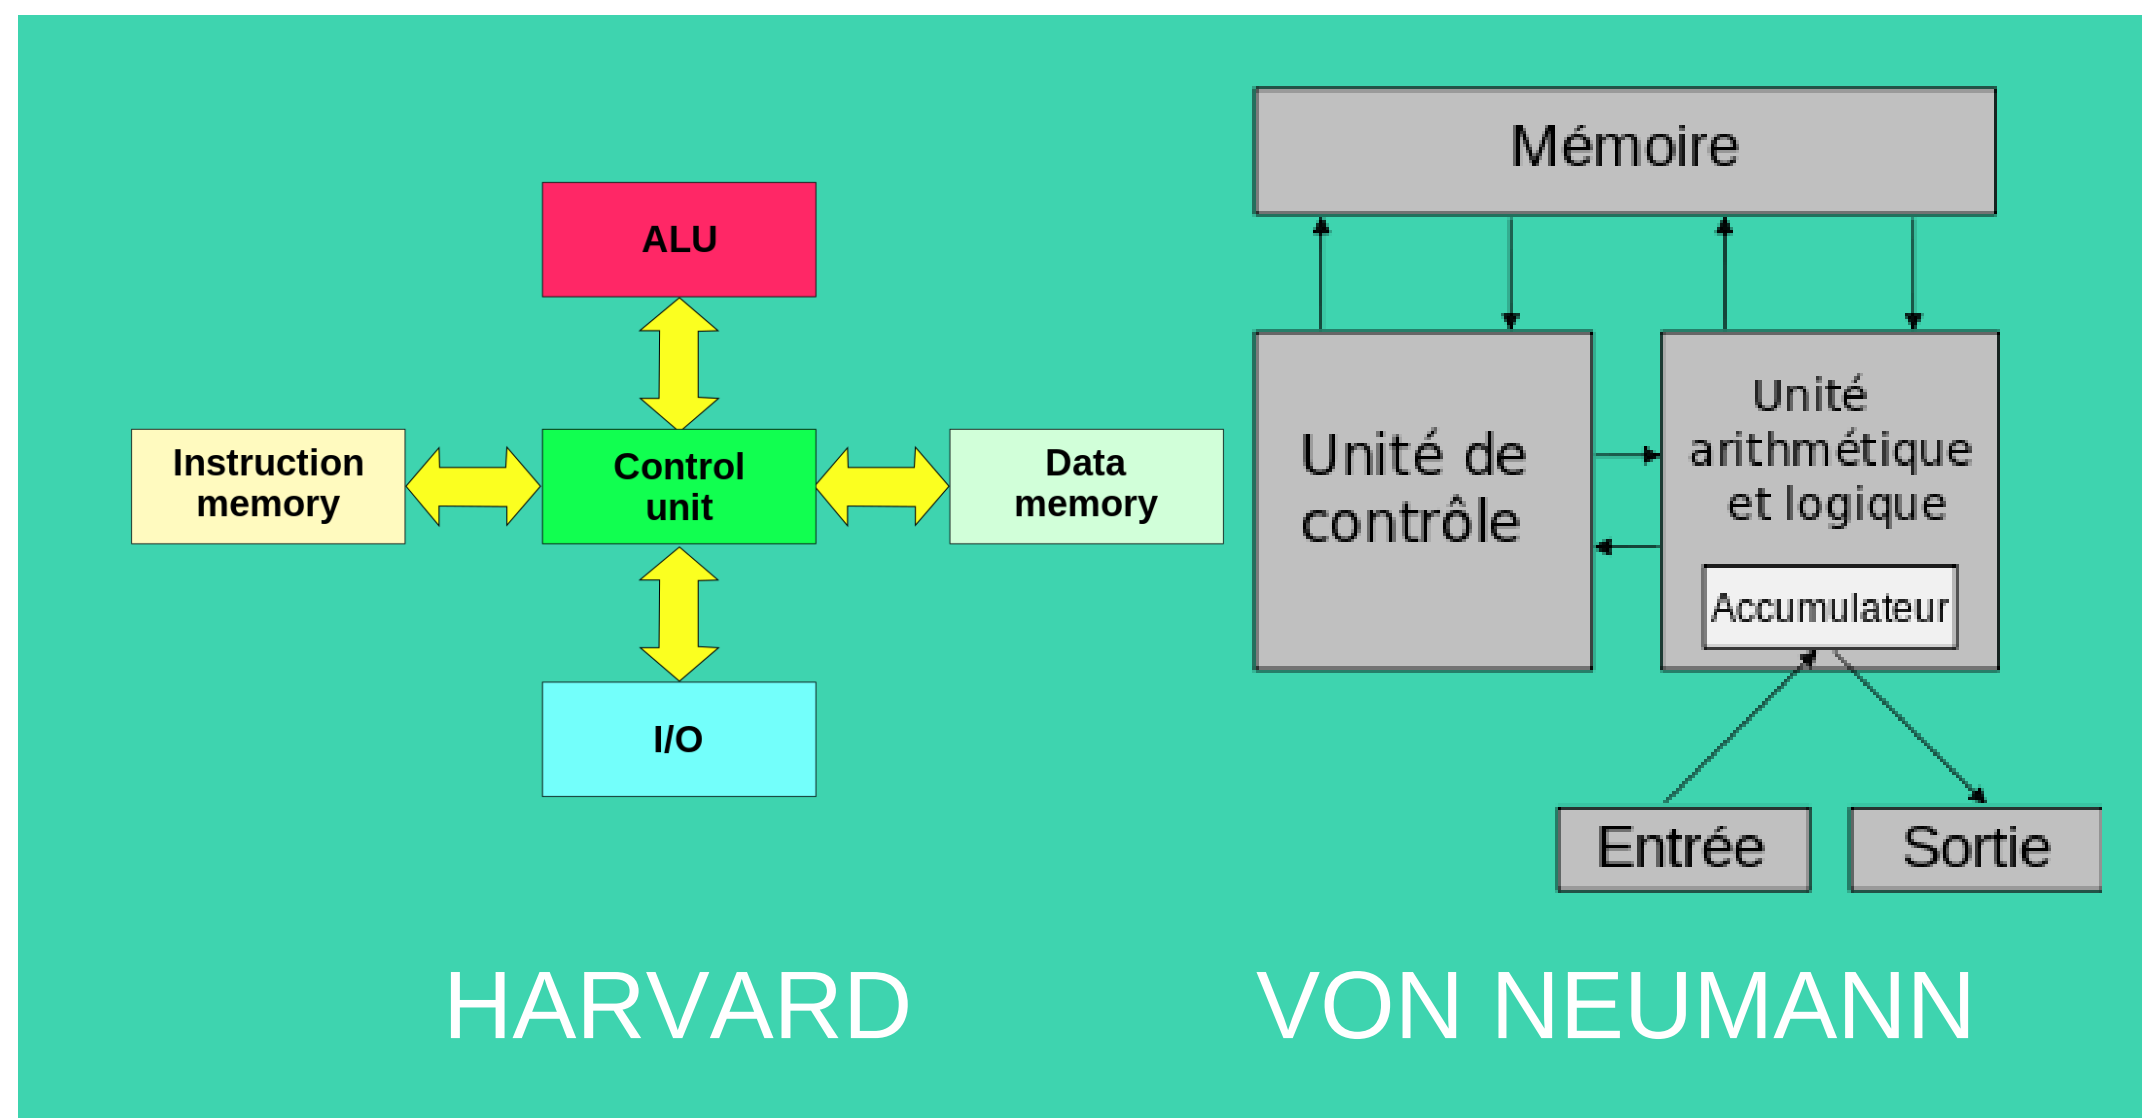 ALU
Instruction
memory
Control
unit
Data
memory
I/O
HARVARD
Mémoire
Unité de
contrôle
Unité
arithmétique
et logique
Accumulateur
Entrée
Sortie
VON NEUMANN